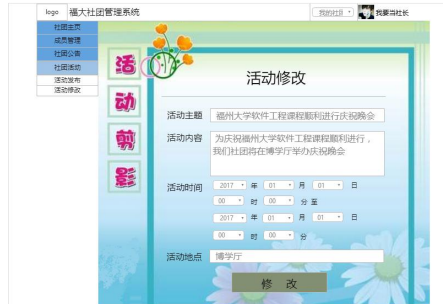 logo 福大社团管理系统 我的社团 我要当社长
社团主页
成员管理
社团公告
社团活动
活动发布
活动修改
活动剪影
活动修改
活动主题 福州大学软件工程课程顺利进行庆祝晚会
活动内容 为庆祝福州大学软件工程课程顺利进行，
我们社团将在博学厅举办庆祝晚会
活动时间 2017 年 01 月 01 日
00 时 00 分 至
2017 年 01 月 01 日
00 时 00 分
活动地点 博学厅
修 改